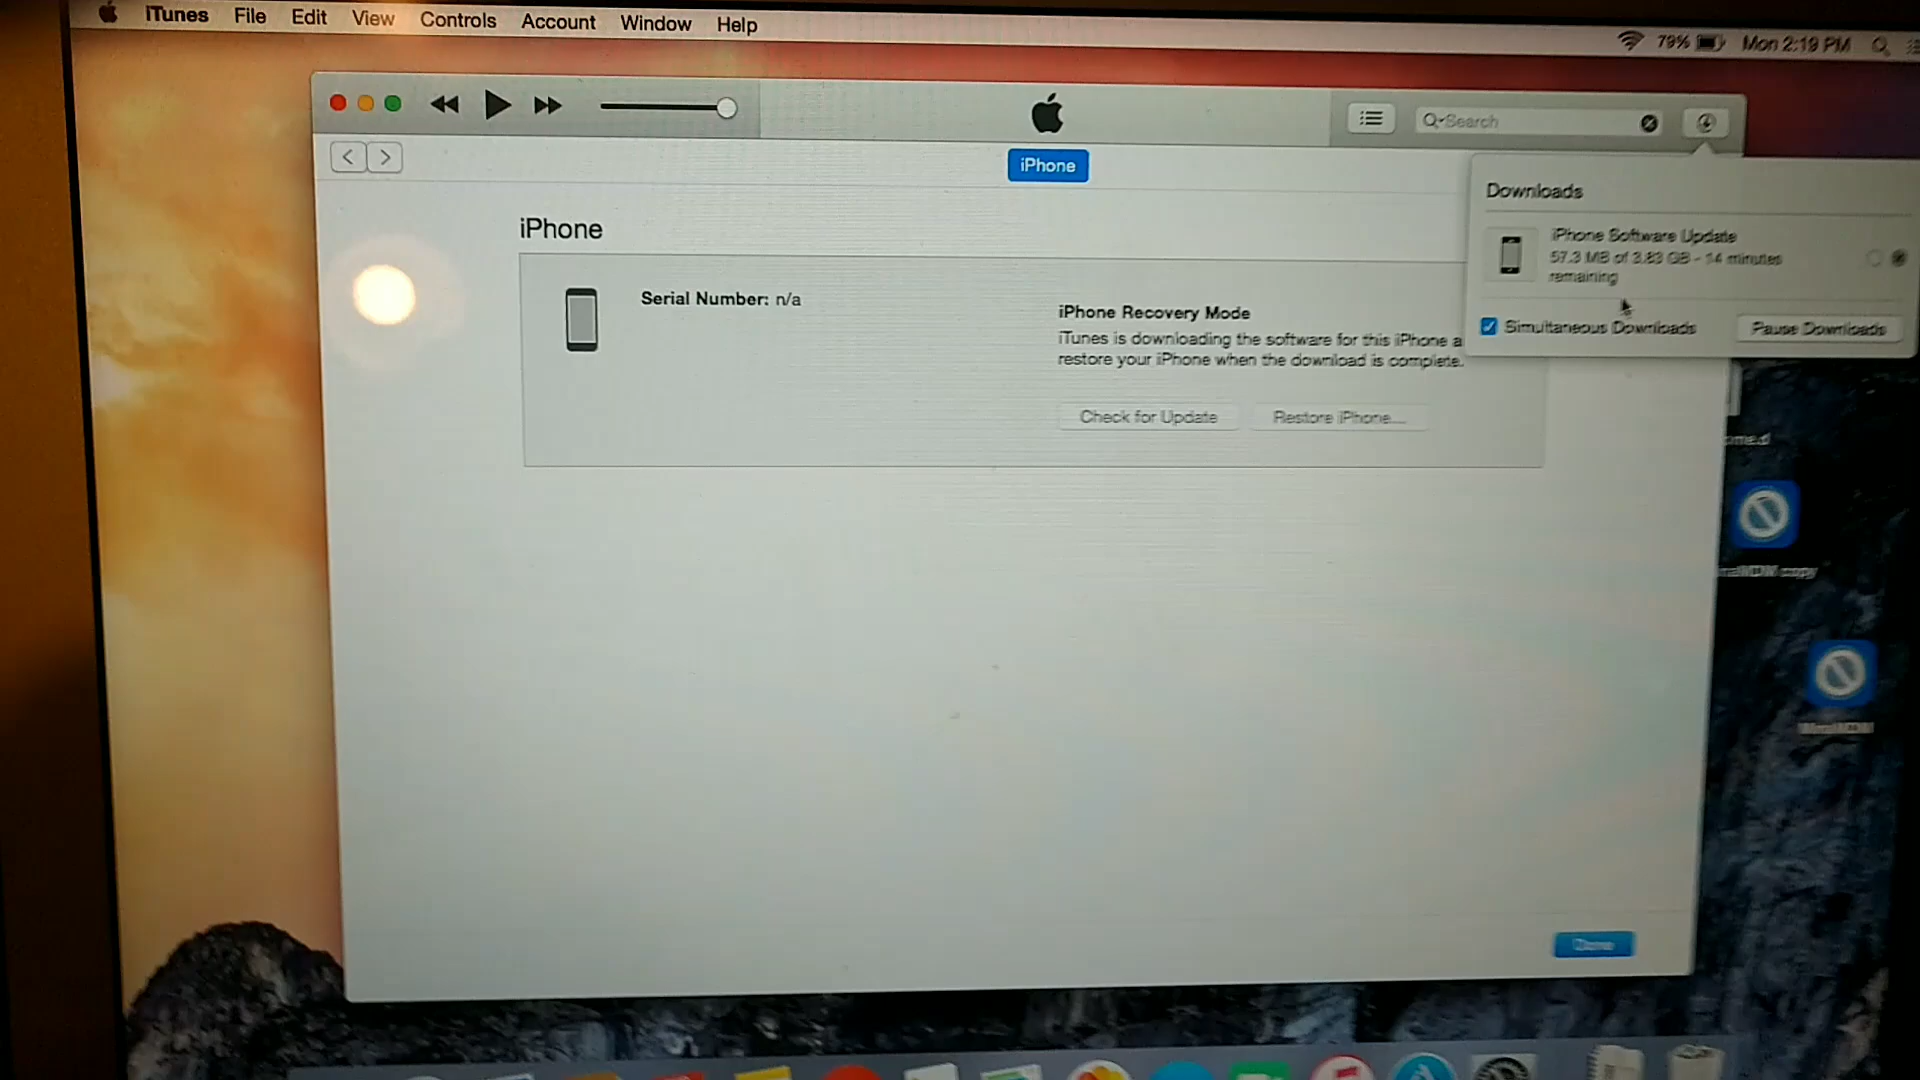 iTunes File Edit View Controls Account Window Help
79% Mon 2:19 PM
Search
iPhone
Downloads
iPhone Software Update
57.3 MB of 3.83 GB - 14 minutes
remaining
Simultaneous Downloads
Pause Downloads
iPhone
Serial Number: n/a
iPhone Recovery Mode
iTunes is downloading the software for this iPhone a
restore your iPhone when the download is complete.
Check for Update
Restore iPhone...
copy
Done